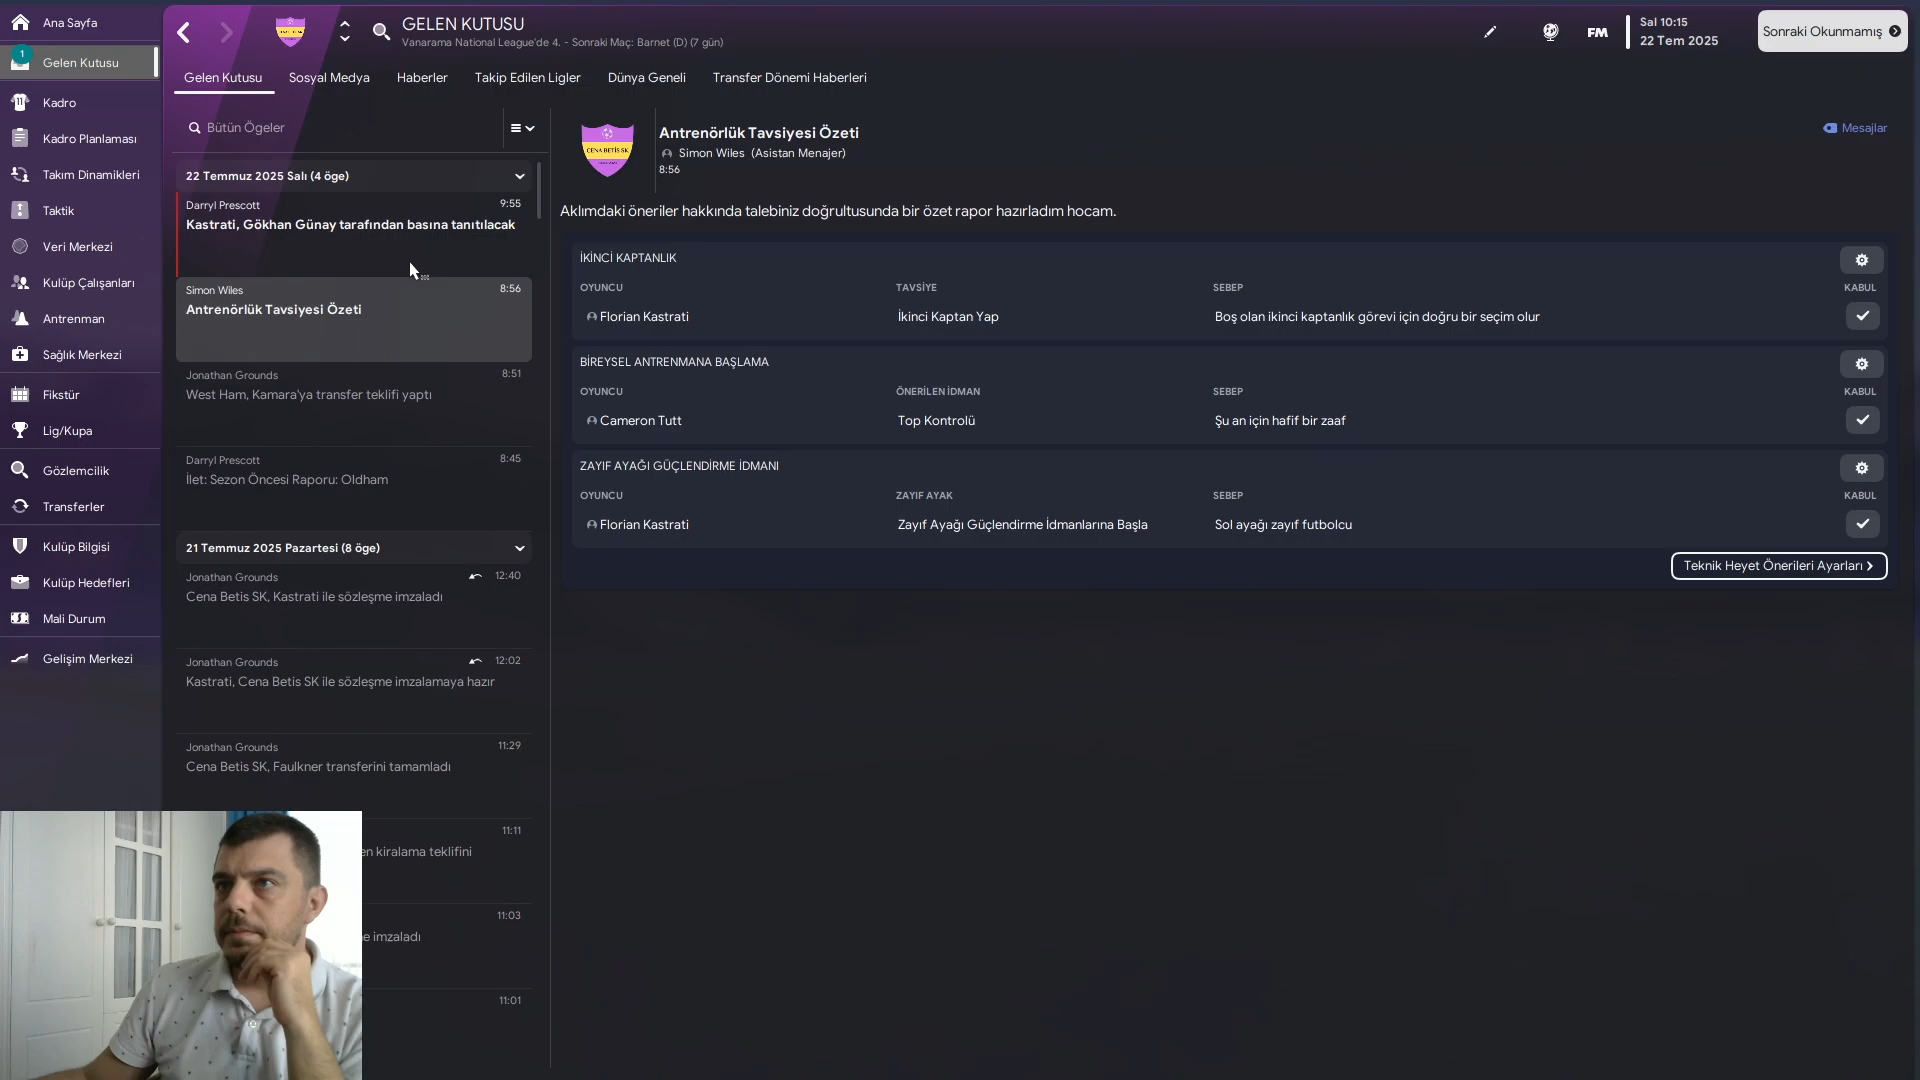 Ana Sayfa
1
Gelen Kutusu
Kadro
Kadro Planlaması
Takım Dinamikleri
Taktik
Veri Merkezi
Kulüp Çalışanları
Antrenman
Sağlık Merkezi
Fikstür
Lig/Kupa
Gözlemcilik
Transferler
Kulüp Bilgisi
Kulüp Hedefleri
Mali Durum
Gelişim Merkezi
GELEN KUTUSU
Vanarama National League'de 4. - Sonraki Maç: Barnet (D) (7 gün)
FM
Sal 10:15
22 Tem 2025
Sonraki Okunmamış
Gelen Kutusu Sosyal Medya Haberler Takip Edilen Ligler Dünya Geneli Transfer Dönemi Haberleri
Bütün Ögeler
22 Temmuz 2025 Salı (4 öge)
Darryl Prescott 9:55
Kastrati, Gökhan Günay tarafından basına tanıtılacak
Simon Wiles 8:56
Antrenörlük Tavsiyesi Özeti
Jonathan Grounds 8:51
West Ham, Kamara'ya transfer teklifi yaptı
Darryl Prescott 8:45
İlet: Sezon Öncesi Raporu: Oldham
21 Temmuz 2025 Pazartesi (8 öge)
Jonathan Grounds 12:40
Cena Betis SK, Kastrati ile sözleşme imzaladı
Jonathan Grounds 12:02
Kastrati, Cena Betis SK ile sözleşme imzalamaya hazır
Jonathan Grounds 11:29
Cena Betis SK, Faulkner transferini tamamladı
11:11
en kiralama teklifini
11:03
e imzaladı
11:01
CENA BETİS SK
Antrenörlük Tavsiyesi Özeti
Simon Wiles (Asistan Menajer)
8:56
Mesajlar
Aklımdaki öneriler hakkında talebiniz doğrultusunda bir özet rapor hazırladım hocam.
İKİNCİ KAPTANLIK
OYUNCU TAVSİYE SEBEP KABUL
Florian Kastrati İkinci Kaptan Yap Boş olan ikinci kaptanlık görevi için doğru bir seçim olur
BİREYSEL ANTRENMANA BAŞLAMA
OYUNCU ÖNERİLEN İDMAN SEBEP KABUL
Cameron Tutt Top Kontrolü Şu an için hafif bir zaaf
ZAYIF AYAĞI GÜÇLENDİRME İDMANI
OYUNCU ZAYIF AYAK SEBEP KABUL
Florian Kastrati Zayıf Ayağı Güçlendirme İdmanlarına Başla Sol ayağı zayıf futbolcu
Teknik Heyet Önerileri Ayarları